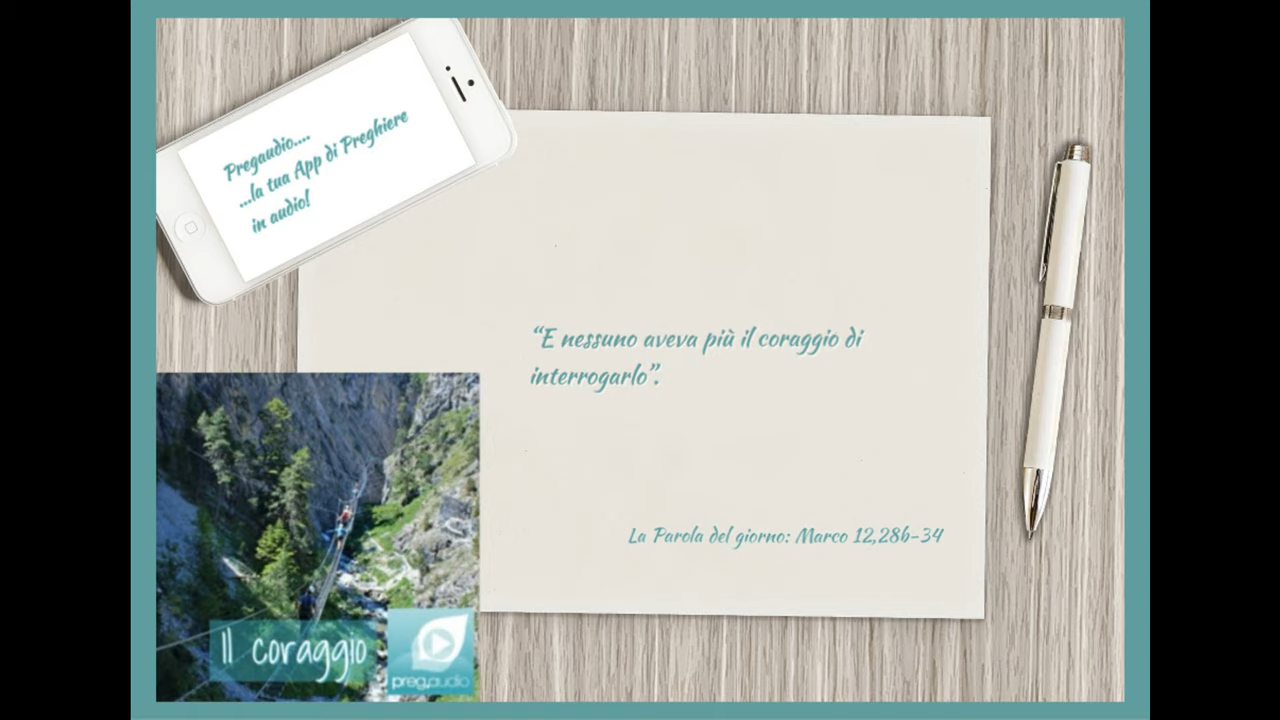 Pregaudio....
...la tua App di Preghiere
in audio!
“E nessuno aveva più il coraggio di
interrogarlo”.
La Parola del giorno: Marco 12,28b-34
Il coraggio
pregaudio